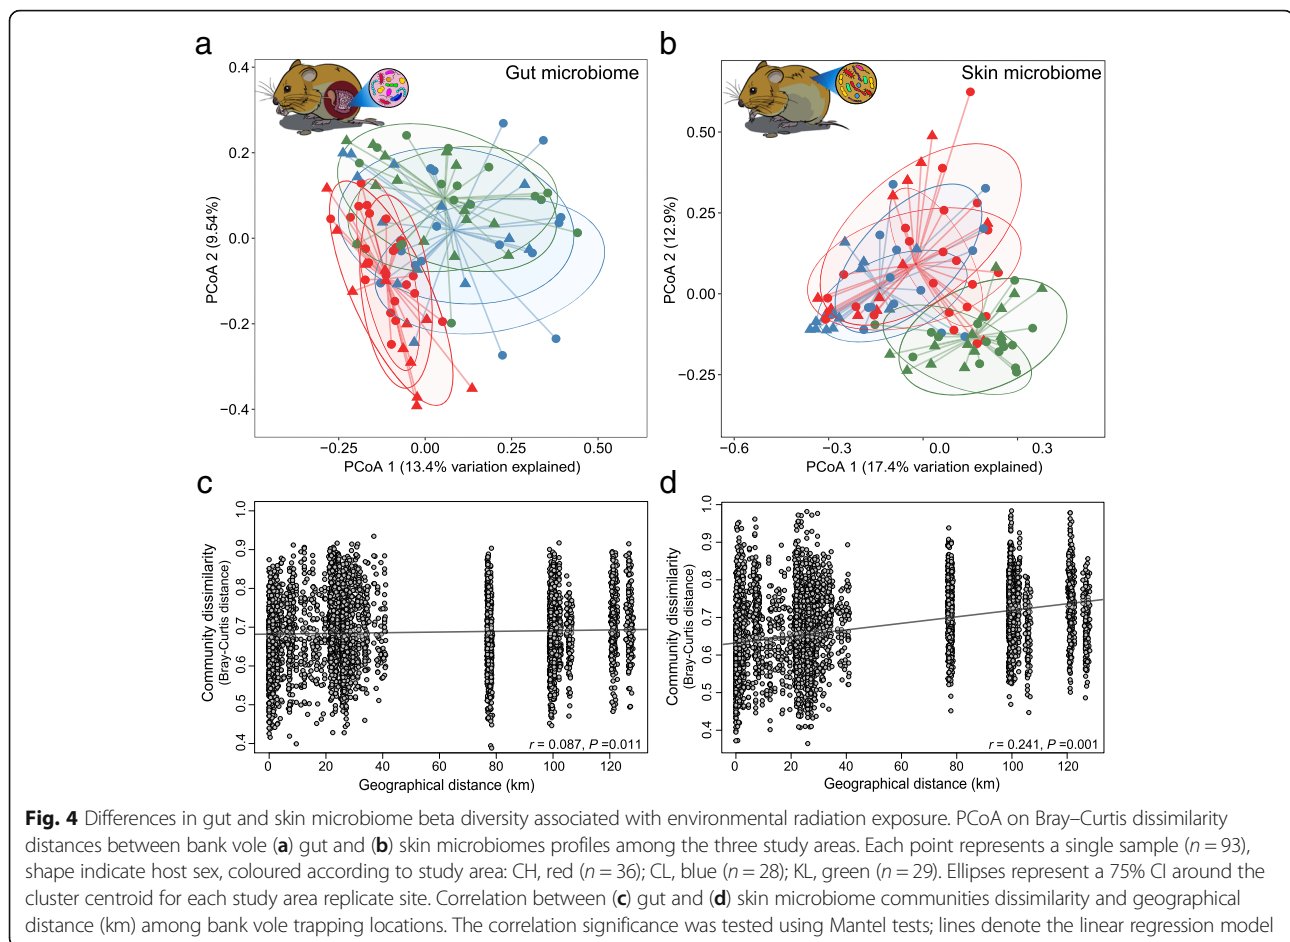 a
Gut microbiome
0.4
0.2
0.0
−0.2
−0.4
PCoA 2 (9.54%)
−0.25
0.00
0.25
0.50
PCoA 1 (13.4% variation explained)
b
Skin microbiome
0.50
0.25
0.00
−0.25
PCoA 2 (12.9%)
−0.6
−0.3
0.0
0.3
PCoA 1 (17.4% variation explained)
c
Community dissimilarity
(Bray-Curtis distance)
1.0
0.9
0.8
0.7
0.6
0.5
0.4
r = 0.087, P =0.011
0
20
40
60
80
100
120
Geographical distance (km)
d
Community dissimilarity
(Bray-Curtis distance)
1.0
0.9
0.8
0.7
0.6
0.5
0.4
r = 0.241, P =0.001
0
20
40
60
80
100
120
Geographical distance (km)
Fig. 4 Differences in gut and skin microbiome beta diversity associated with environmental radiation exposure. PCoA on Bray–Curtis dissimilarity
distances between bank vole (a) gut and (b) skin microbiomes profiles among the three study areas. Each point represents a single sample (n = 93),
shape indicate host sex, coloured according to study area: CH, red (n = 36); CL, blue (n = 28); KL, green (n = 29). Ellipses represent a 75% CI around the
cluster centroid for each study area replicate site. Correlation between (c) gut and (d) skin microbiome communities dissimilarity and geographical
distance (km) among bank vole trapping locations. The correlation significance was tested using Mantel tests; lines denote the linear regression model